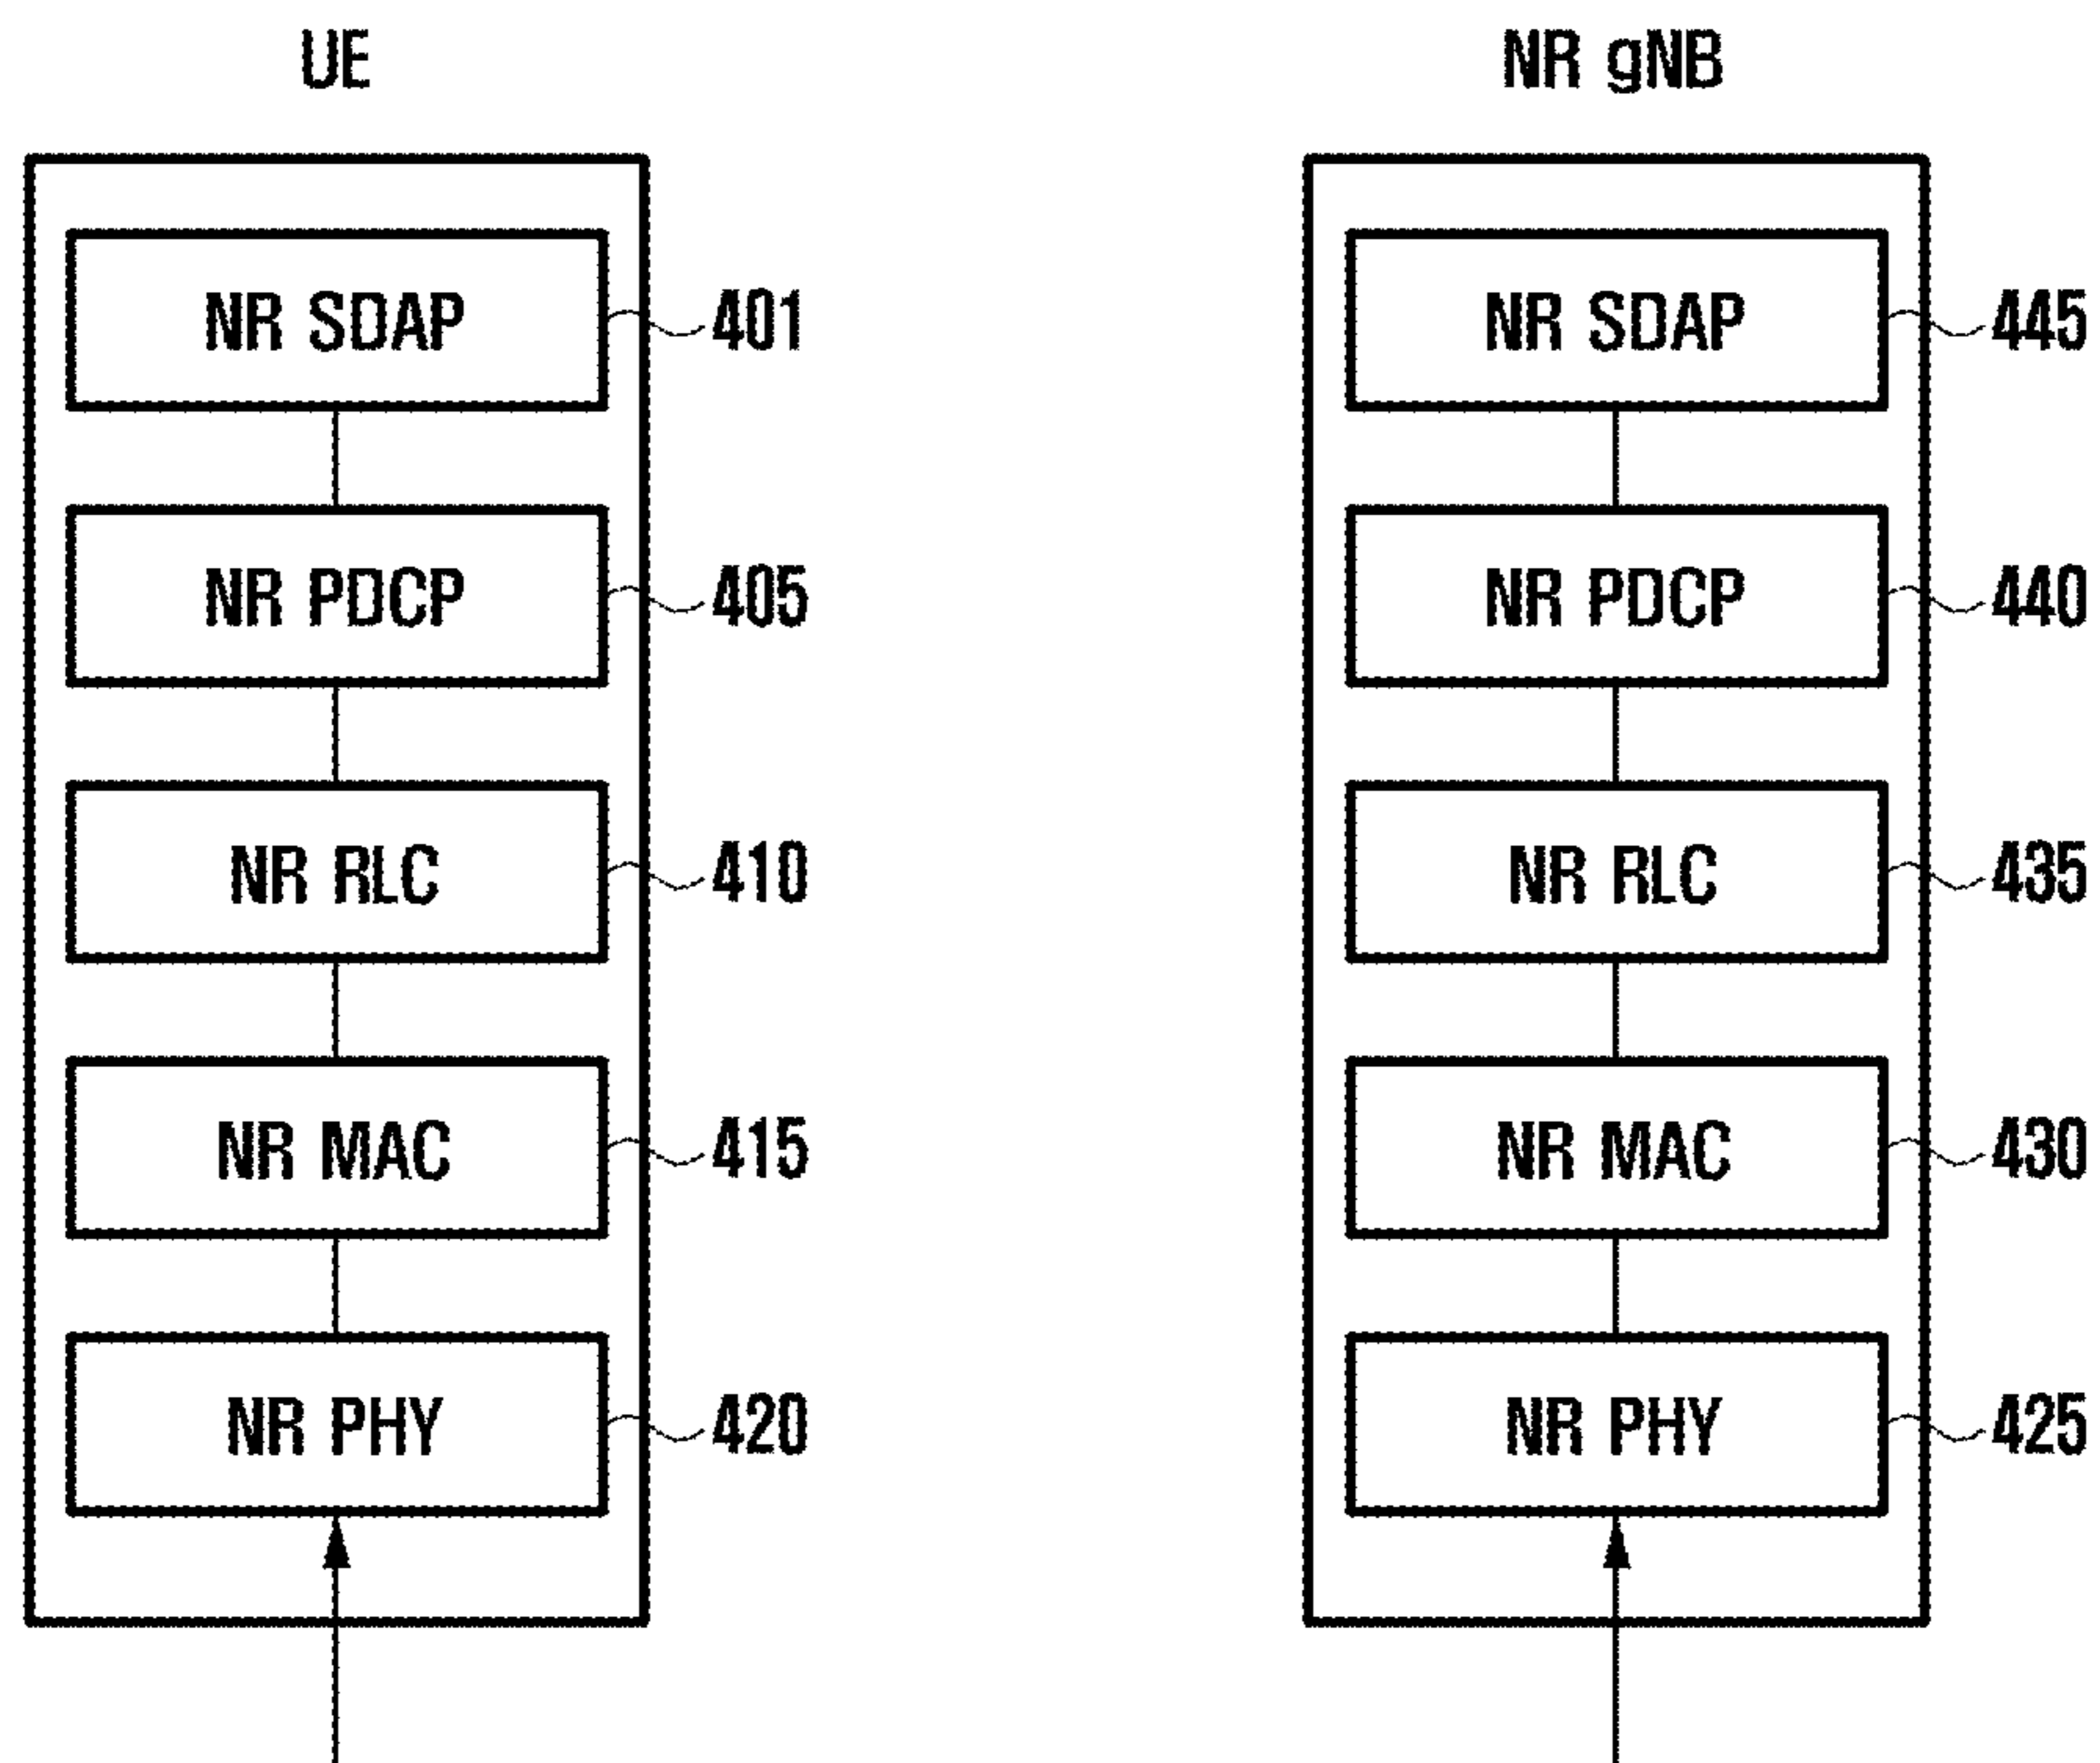 UE
NR gNB
NR SDAP 401
NR SDAP 445
NR PDCP 405
NR PDCP 440
NR RLC 410
NR RLC 435
NR MAC 415
NR MAC 430
NR PHY 420
NR PHY 425